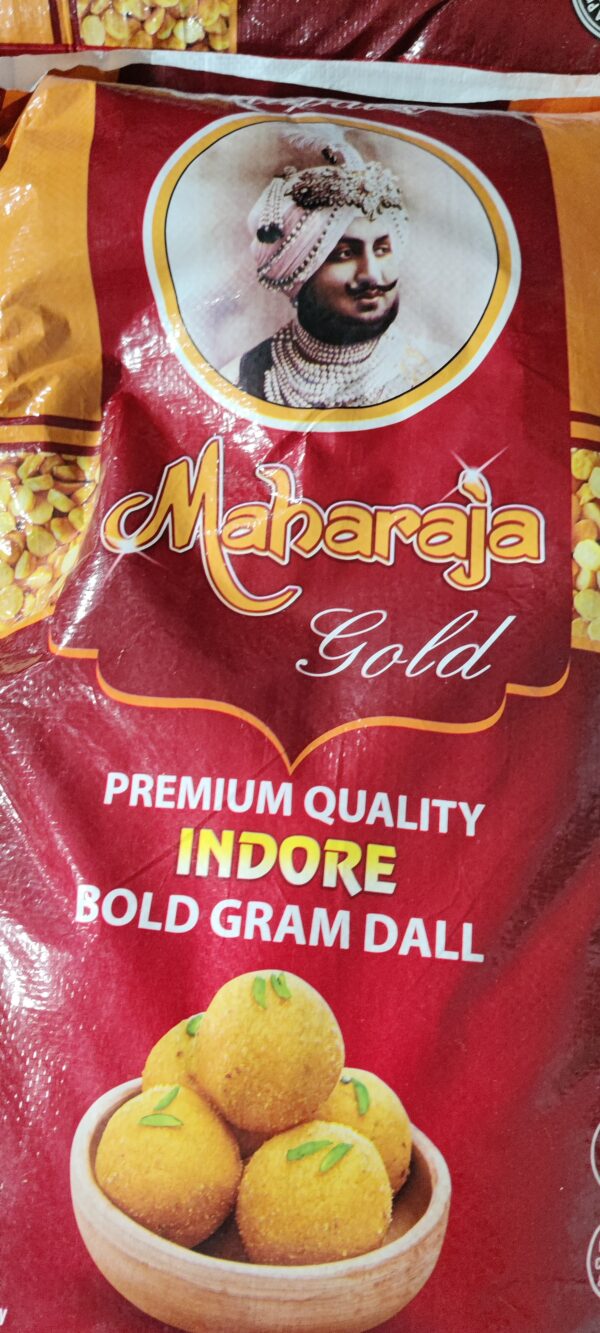 Maharaja
Gold
PREMIUM QUALITY
INDORE
BOLD GRAM DALL